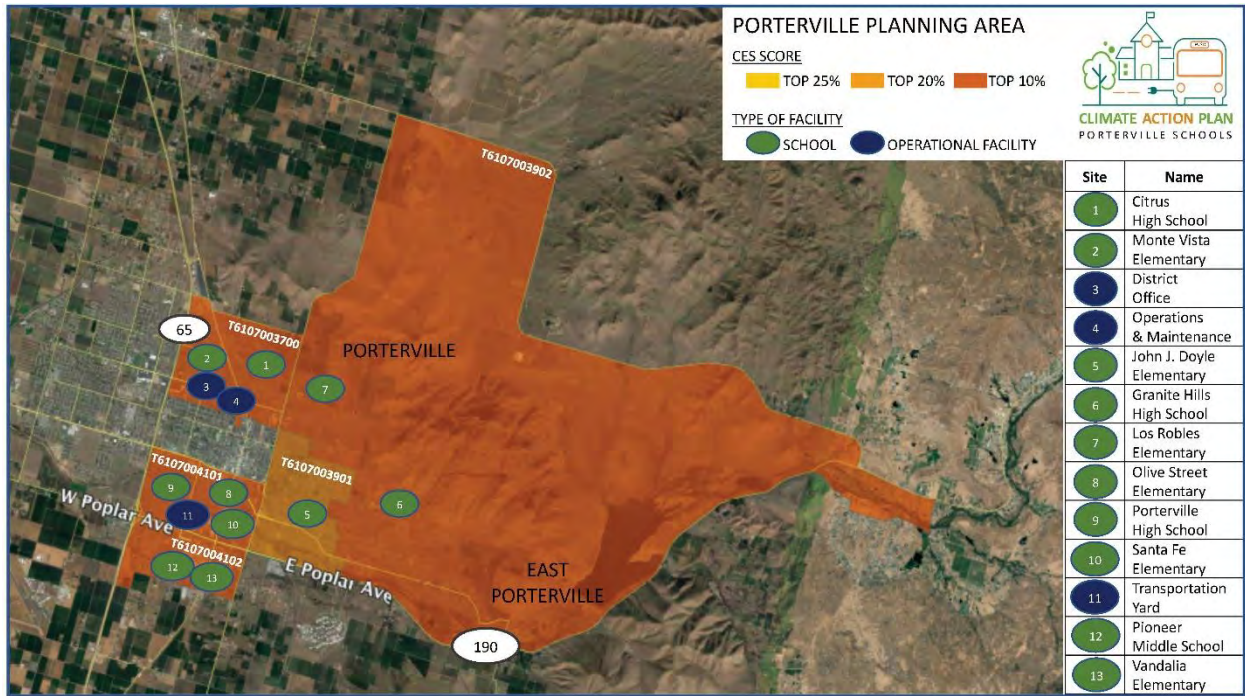 PORTERVILLE PLANNING AREA
CES SCORE
TOP 25% TOP 20% TOP 10%
TYPE OF FACILITY
SCHOOL OPERATIONAL FACILITY
CLIMATE ACTION PLAN
PORTERVILLE SCHOOLS
T6107003902
65
T6107003700
PORTERVILLE
2
1
3
4
7
T6107003901
T6107004101
9
8
11
10
5
6
W Poplar Ave
T6107004102
12
13
E Poplar Ave
EAST
PORTERVILLE
190
Site Name
1 Citrus
High School
2 Monte Vista
Elementary
3 District
Office
4 Operations
& Maintenance
5 John J. Doyle
Elementary
6 Granite Hills
High School
7 Los Robles
Elementary
8 Olive Street
Elementary
9 Porterville
High School
10 Santa Fe
Elementary
11 Transportation
Yard
12 Pioneer
Middle School
13 Vandalia
Elementary